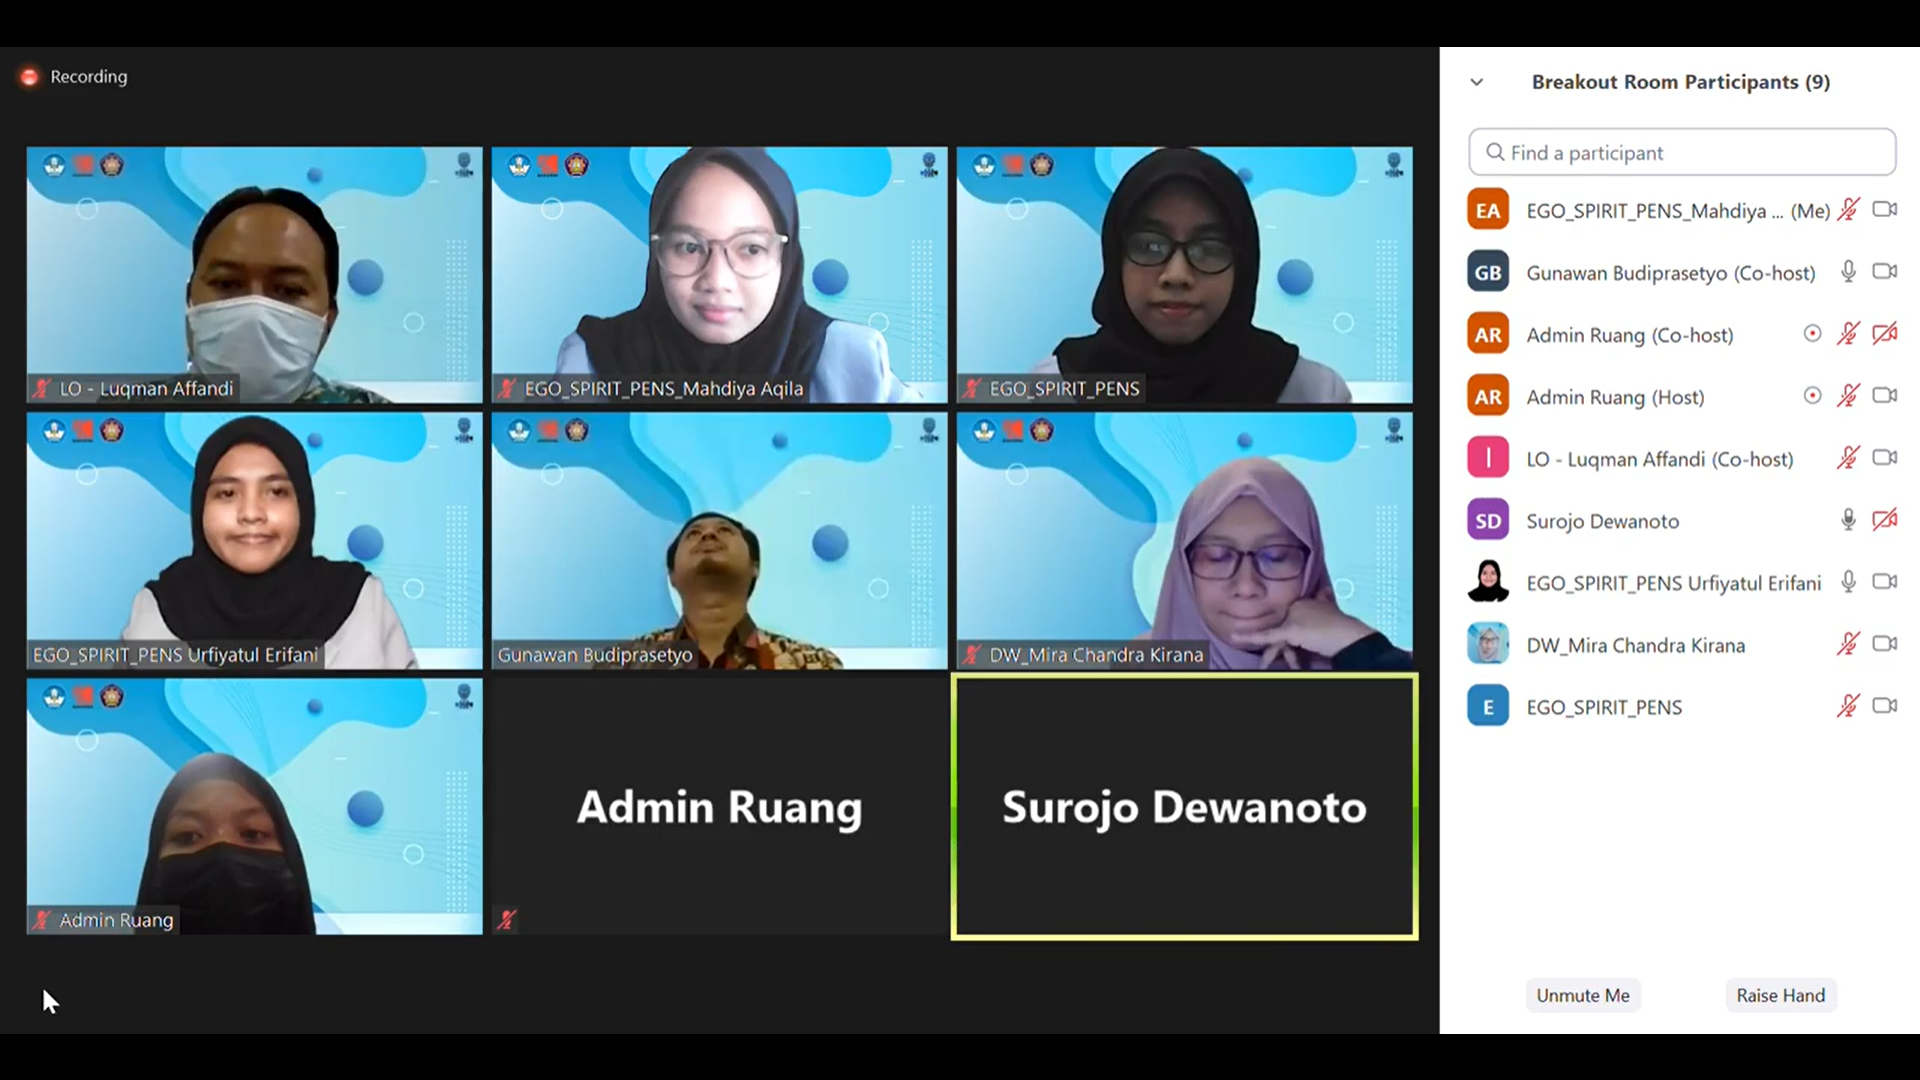 Recording
LO - Luqman Affandi
EGO_SPIRIT_PENS_Mahdiya Aqila
EGO_SPIRIT_PENS
EGO_SPIRIT_PENS Urfiyatul Erifani
Gunawan Budiprasetyo
DW_Mira Chandra Kirana
Admin Ruang
Admin Ruang
Surojo Dewanoto
Breakout Room Participants (9)
Find a participant
EA EGO_SPIRIT_PENS_Mahdiya ... (Me)
GB Gunawan Budiprasetyo (Co-host)
AR Admin Ruang (Co-host)
AR Admin Ruang (Host)
l LO - Luqman Affandi (Co-host)
SD Surojo Dewanoto
EGO_SPIRIT_PENS Urfiyatul Erifani
DW_Mira Chandra Kirana
E EGO_SPIRIT_PENS
Unmute Me
Raise Hand